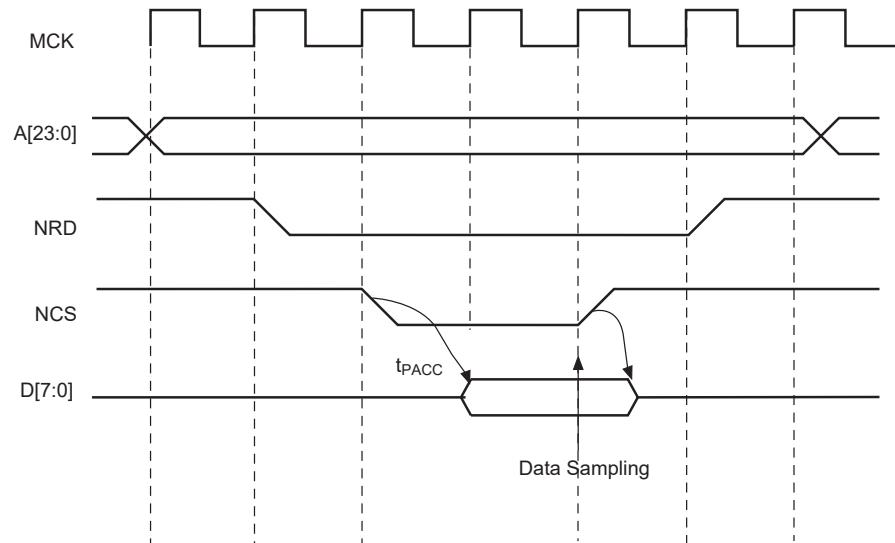 MCK
A[23:0]
NRD
NCS
tPACC
D[7:0]
Data Sampling